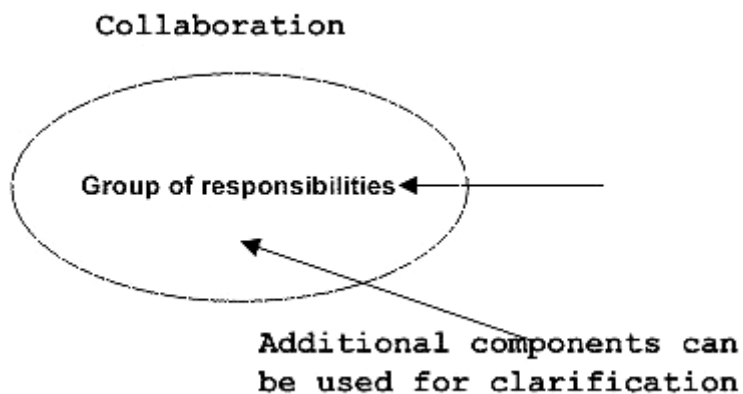 Collaboration
Group of responsibilities
Additional components can
be used for clarification